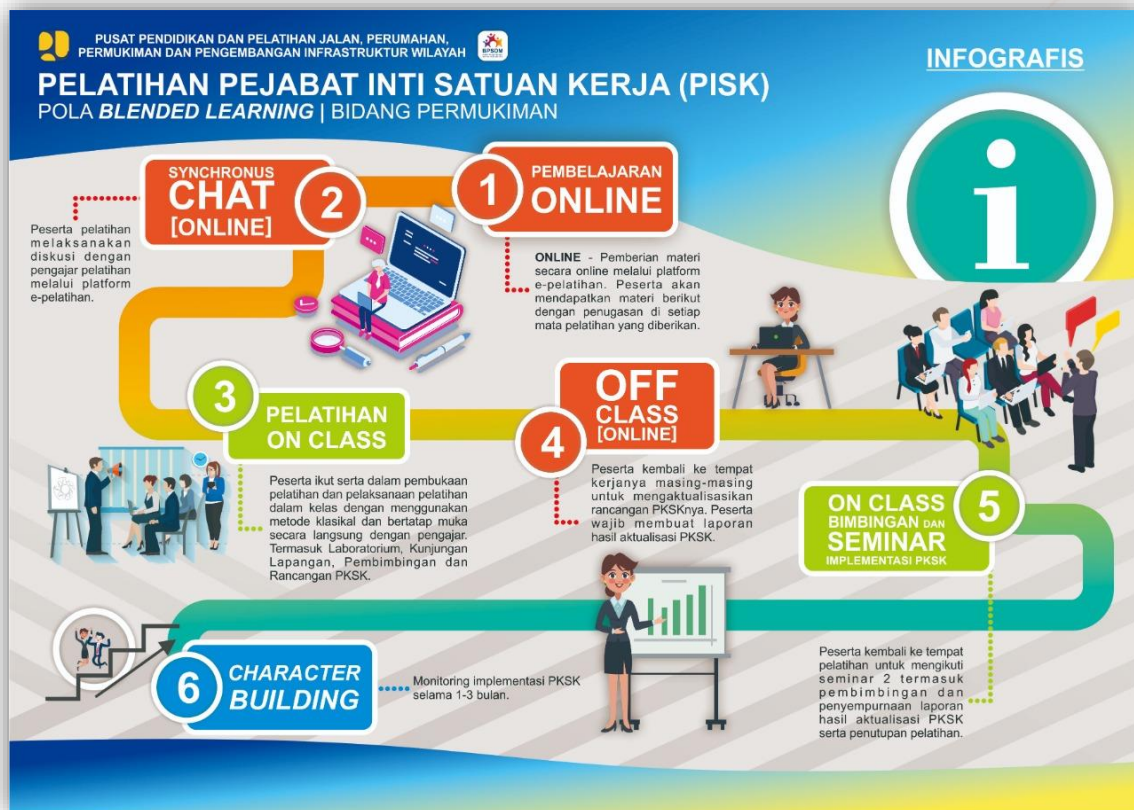 PUSAT PENDIDIKAN DAN PELATIHAN JALAN, PERUMAHAN,
PERMUKIMAN DAN PENGEMBANGAN INFRASTRUKTUR WILAYAH
BPSDM
PELATIHAN PEJABAT INTI SATUAN KERJA (PISK)
POLA BLENDED LEARNING | BIDANG PERMUKIMAN
INFOGRAFIS
i
1
PEMBELAJARAN
ONLINE
ONLINE - Pemberian materi
secara online melalui platform
e-pelatihan. Peserta akan
mendapatkan materi berikut
dengan penugasan di setiap
mata pelatihan yang diberikan.
SYNCHRONUS
CHAT
[ONLINE]
2
Peserta pelatihan
melaksanakan
diskusi dengan
pengajar pelatihan
melalui platform
e-pelatihan.
3
PELATIHAN
ON CLASS
Peserta ikut serta dalam pembukaan
pelatihan dan pelaksanaan pelatihan
dalam kelas dengan menggunakan
metode klasikal dan bertatap muka
secara langsung dengan pengajar.
Termasuk Laboratorium, Kunjungan
Lapangan, Pembimbingan dan
Rancangan PKSK.
4
OFF
CLASS
[ONLINE]
Peserta kembali ke tempat
kerjanya masing-masing
untuk mengaktualisasikan
rancangan PKSKnya. Peserta
wajib membuat laporan
hasil aktualisasi PKSK.
ON CLASS
BIMBINGAN DAN
SEMINAR
IMPLEMENTASI PKSK
5
Peserta kembali ke tempat
pelatihan untuk mengikuti
seminar 2 termasuk
pembimbingan dan
penyempurnaan laporan
hasil aktualisasi PKSK
serta penutupan pelatihan.
6
CHARACTER
BUILDING
Monitoring implementasi PKSK
selama 1-3 bulan.